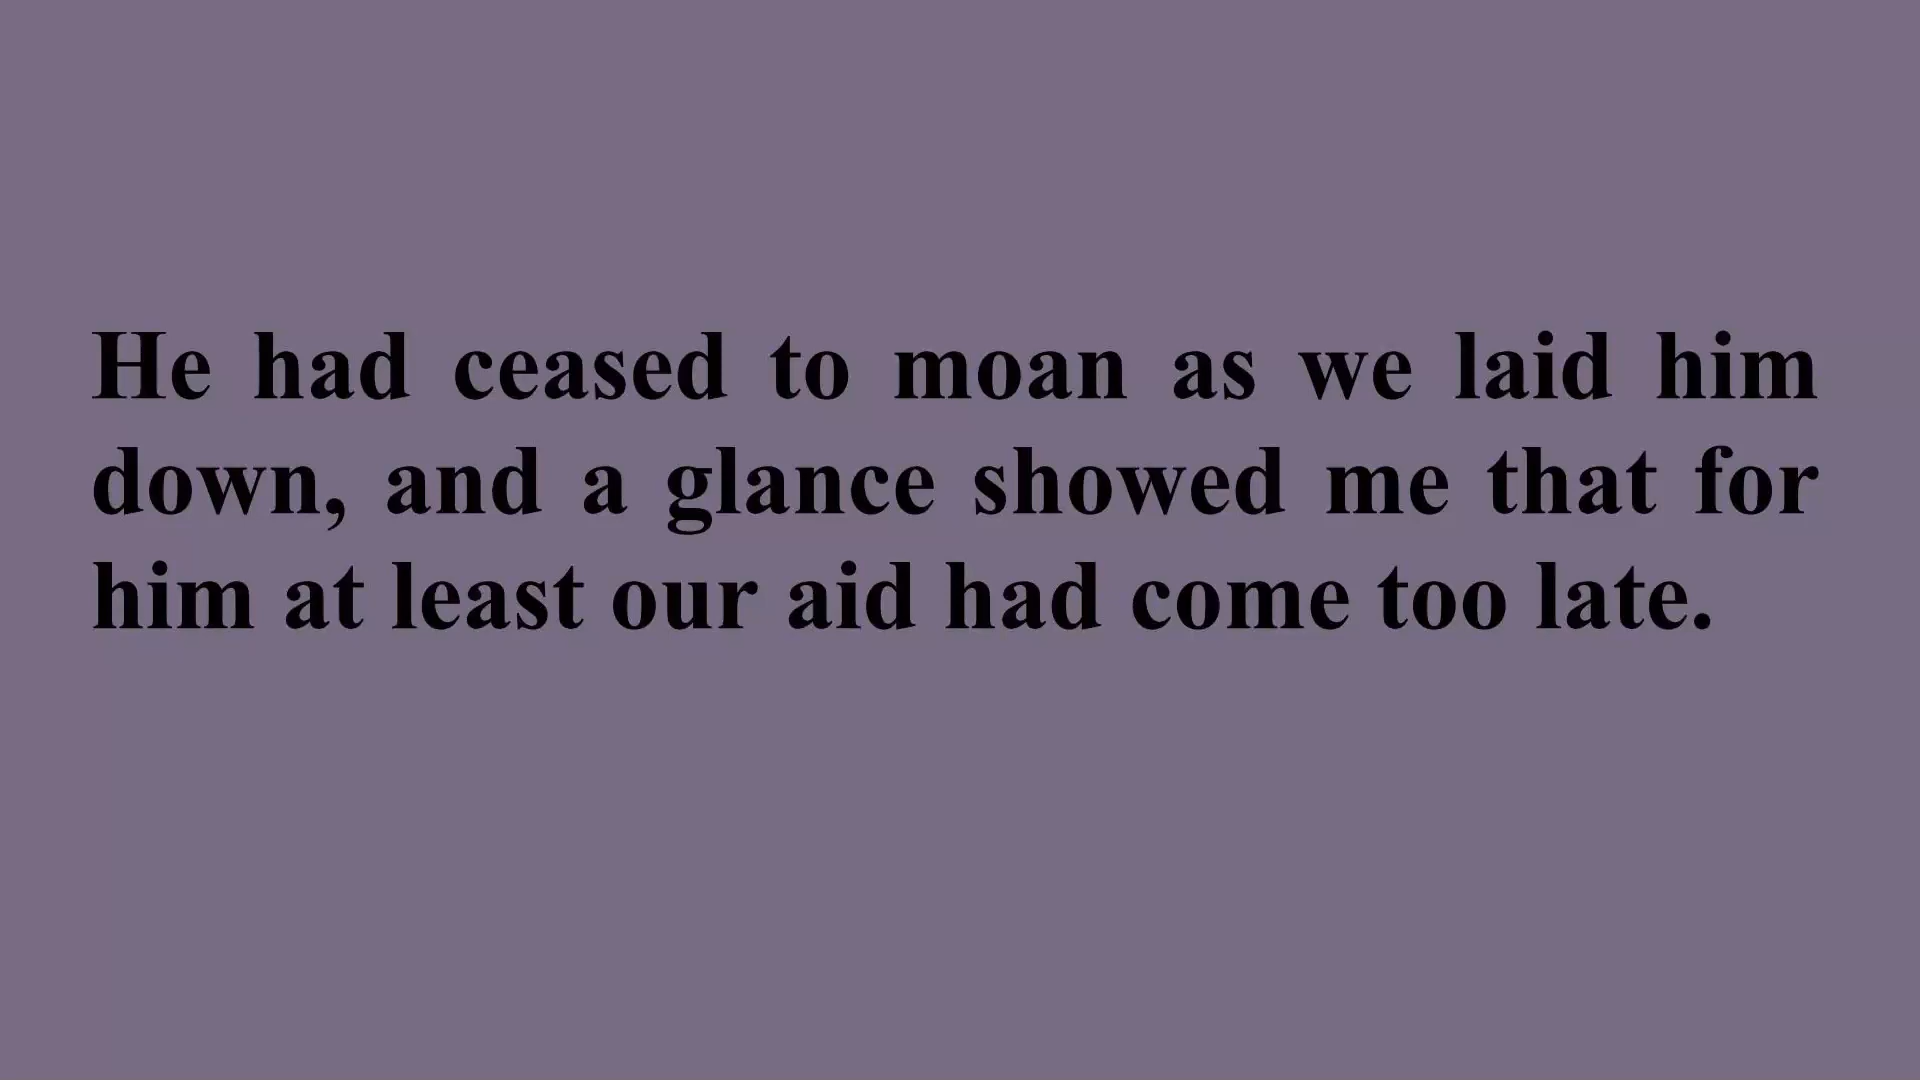 He had ceased to moan as we laid him
down, and a glance showed me that for
him at least our aid had come too late.